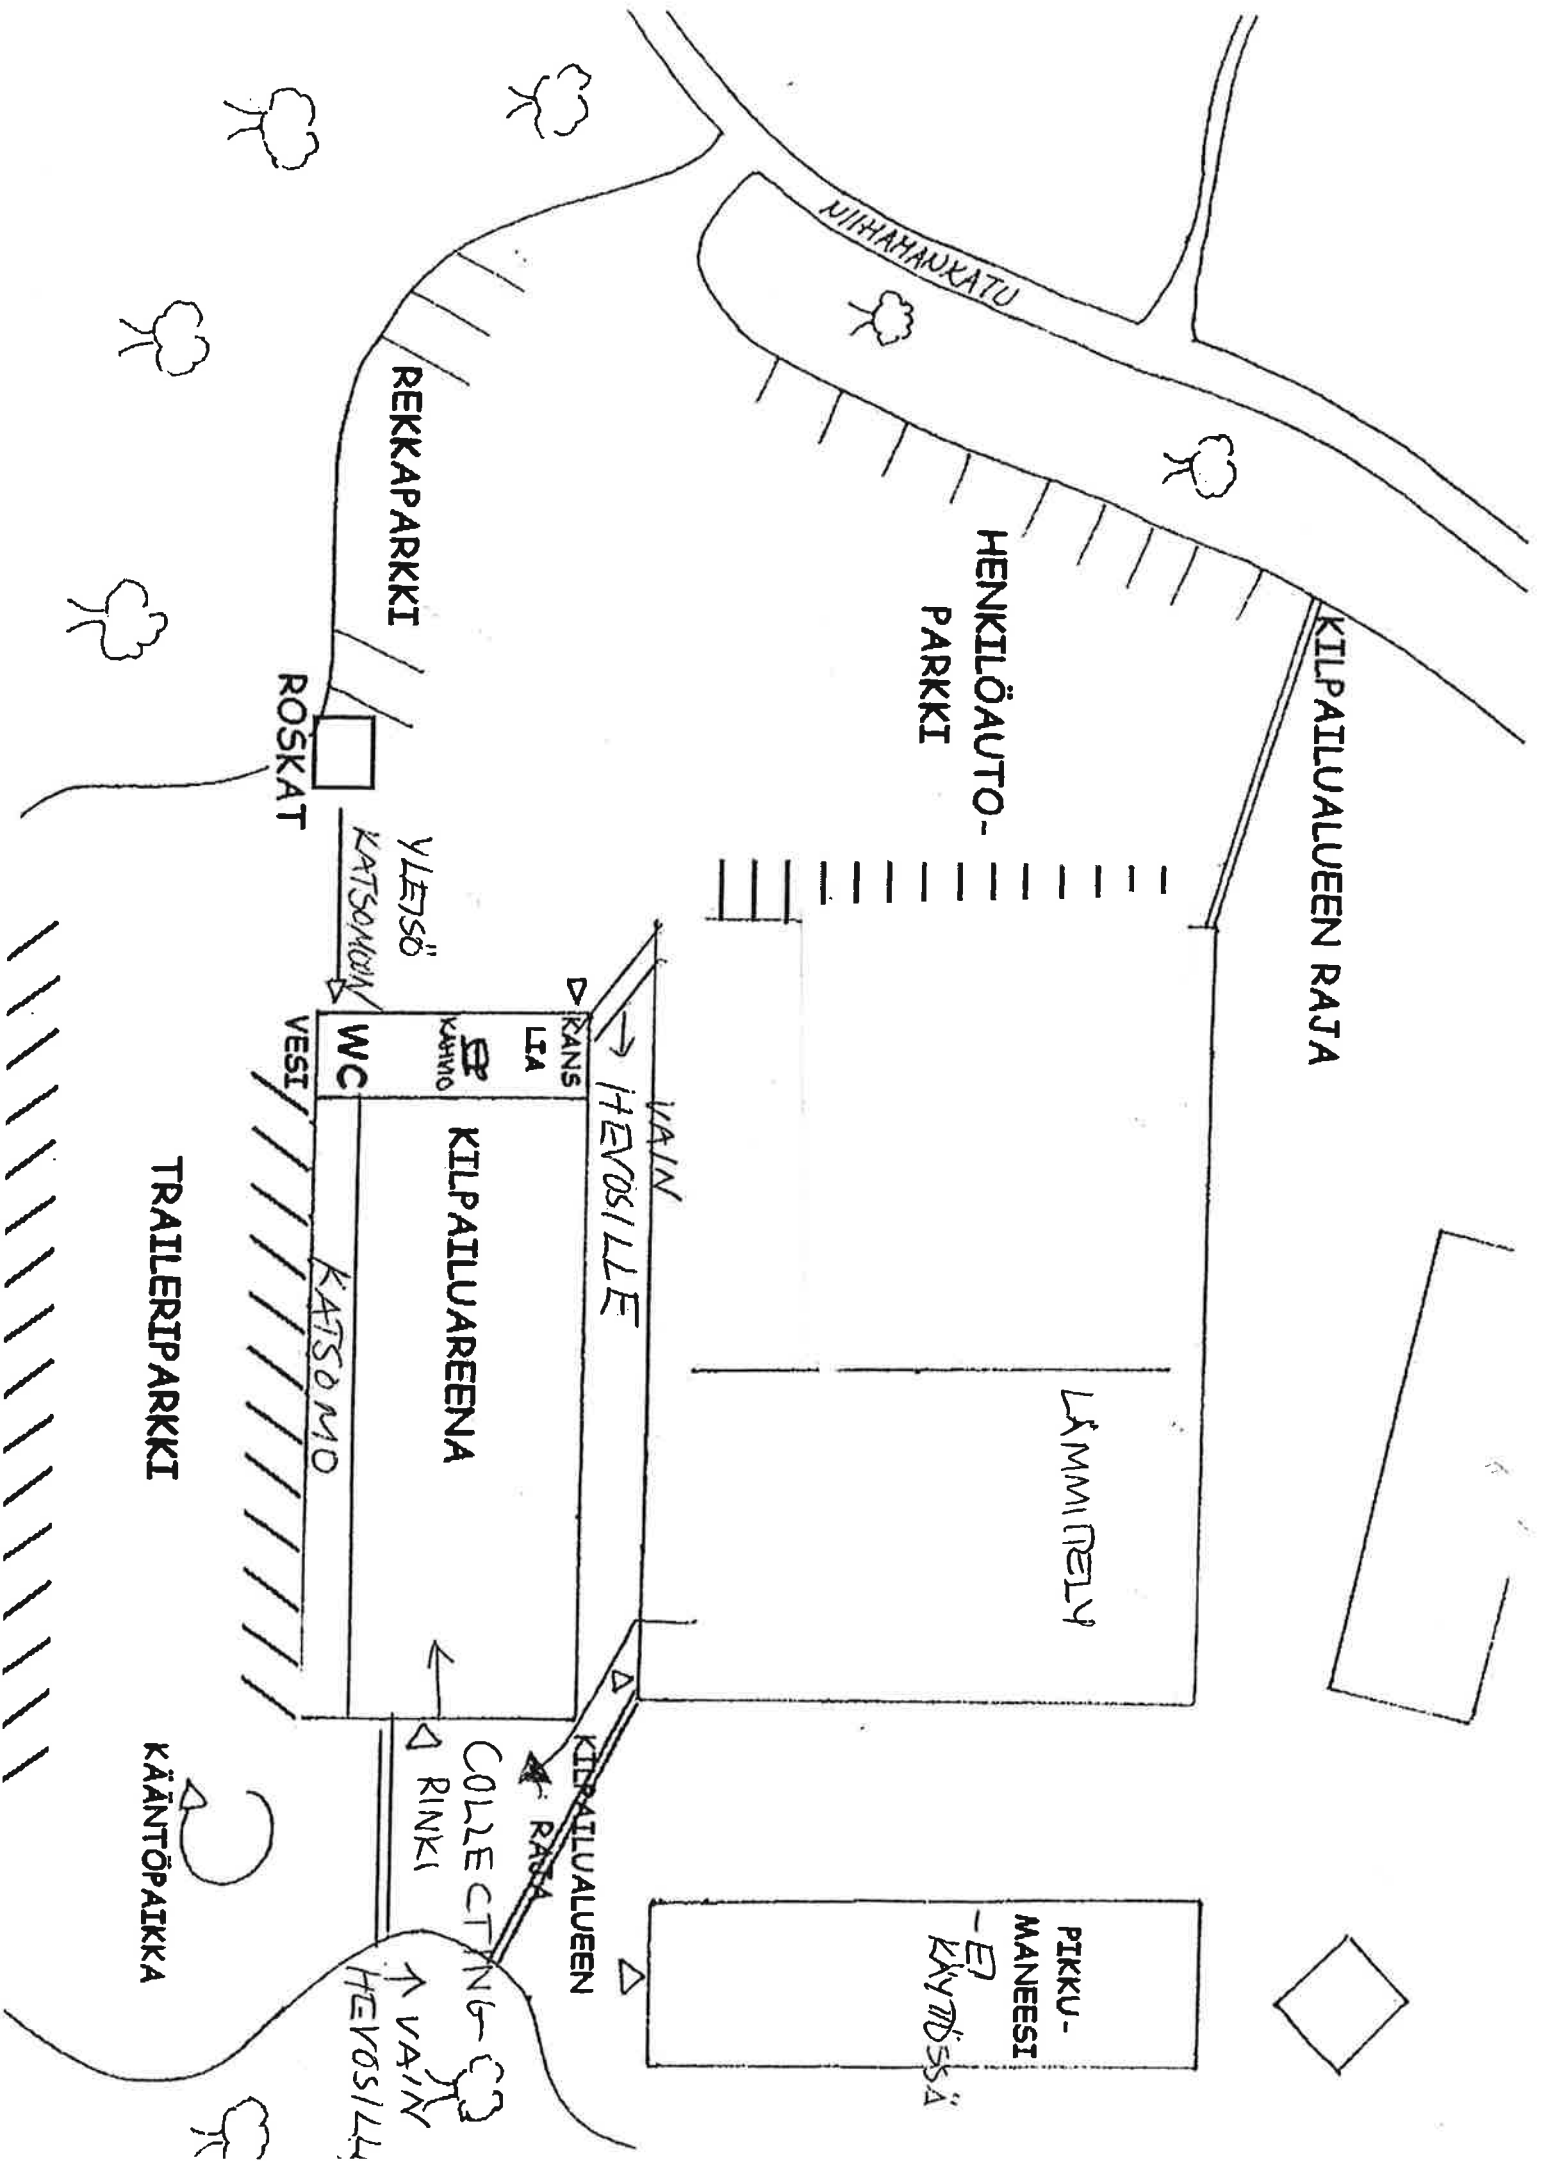 NIIHAMANKATU
KILPAILUALUEEN RAJA
HENKILÖAUTO-
PARKKI
REKKAPARKKI
ROSKAT
YLEISÖ
KATSOMOON
VAIN
HEVOSILLE
LÄMMITTELY
KANS
LIA
KAHVIO
WC
VESI
KILPAILUAREENA
KATSOMO
TRAILERIPARKKI
KILPAILUALUEEN
RAJA
COLLECTING
RINKI
KÄÄNTÖPAIKKA
PIKKU-
MANEESI
-EI
KÄYTÖSSÄ
VAIN
HEVOSILL